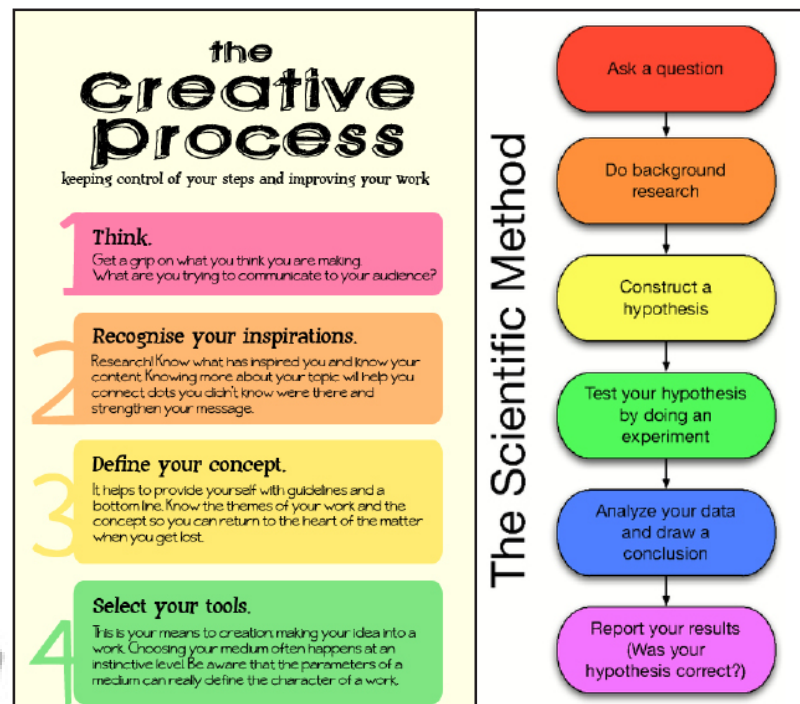 the
creative
process
keeping control of your steps and improving your work
1
Think.
Get a grip on what you think you are making.
What are you trying to communicate to your audience?
2
Recognise your inspirations.
Research! Know what has inspired you and know your
content. Knowing more about your topic will help you
connect dots you didn't know were there and
strengthen your message.
3
Define your concept.
It helps to provide yourself with guidelines and a
bottom line. Know the themes of your work and the
concept so you can return to the heart of the matter
when you get lost.
4
Select your tools.
This is your means to creation: making your idea into a
work. Choosing your medium often happens at an
instinctive level. Be aware that the parameters of a
medium can really define the character of a work.
The Scientific Method
Ask a question
Do background
research
Construct a
hypothesis
Test your hypothesis
by doing an
experiment
Analyze your data
and draw a
conclusion
Report your results
(Was your
hypothesis correct?)